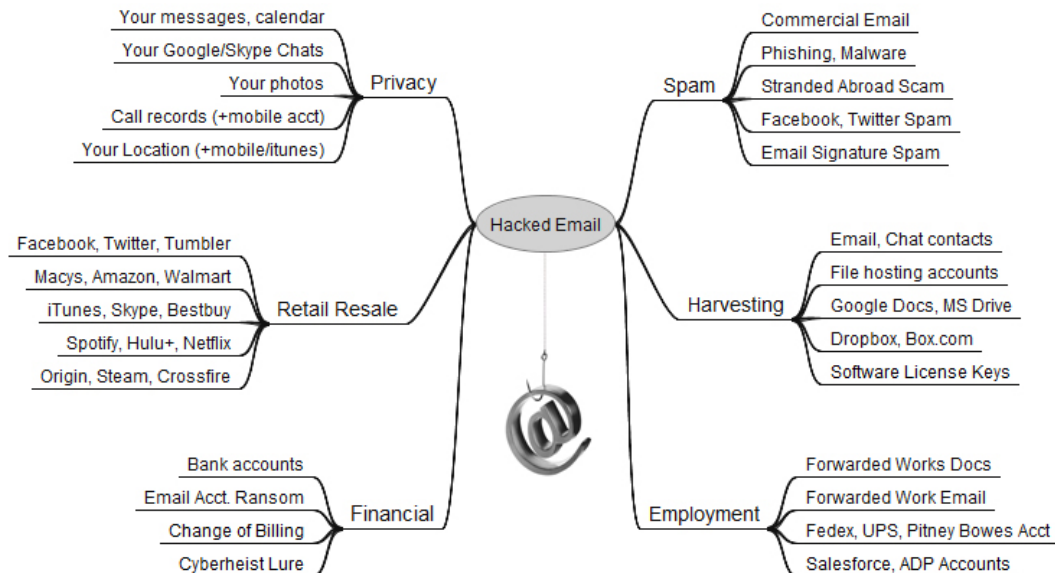 Your messages, calendar
Your Google/Skype Chats
Your photos
Call records (+mobile acct)
Your Location (+mobile/itunes)
Privacy
Facebook, Twitter, Tumbler
Macys, Amazon, Walmart
iTunes, Skype, Bestbuy
Spotify, Hulu+, Netflix
Origin, Steam, Crossfire
Retail Resale
Bank accounts
Email Acct. Ransom
Change of Billing
Cyberheist Lure
Financial
Hacked Email
@
Spam
Commercial Email
Phishing, Malware
Stranded Abroad Scam
Facebook, Twitter Spam
Email Signature Spam
Harvesting
Email, Chat contacts
File hosting accounts
Google Docs, MS Drive
Dropbox, Box.com
Software License Keys
Employment
Forwarded Works Docs
Forwarded Work Email
Fedex, UPS, Pitney Bowes Acct
Salesforce, ADP Accounts